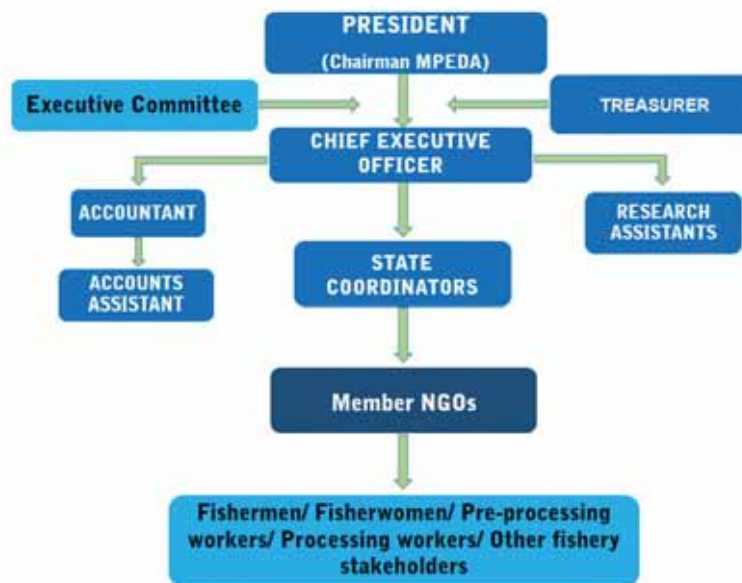 PRESIDENT
(Chairman MPEDA)
Executive Committee
TREASURER
CHIEF EXECUTIVE
OFFICER
ACCOUNTANT
RESEARCH
ASSISTANTS
ACCOUNTS
ASSISTANT
STATE
COORDINATORS
Member NGOs
Fishermen/ Fisherwomen/ Pre-processing
workers/ Processing workers/ Other fishery
stakeholders